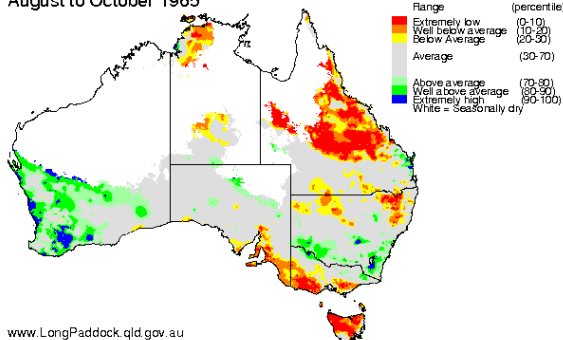 August to October 1965
Range (percentile)
Extremely low (0-10)
Well below average (10-20)
Below Average (20-30)
Average (30-70)
Above average (70-80)
Well above average (80-90)
Extremely high (90-100)
White = Seasonally dry
www.LongPaddock.qld.gov.au